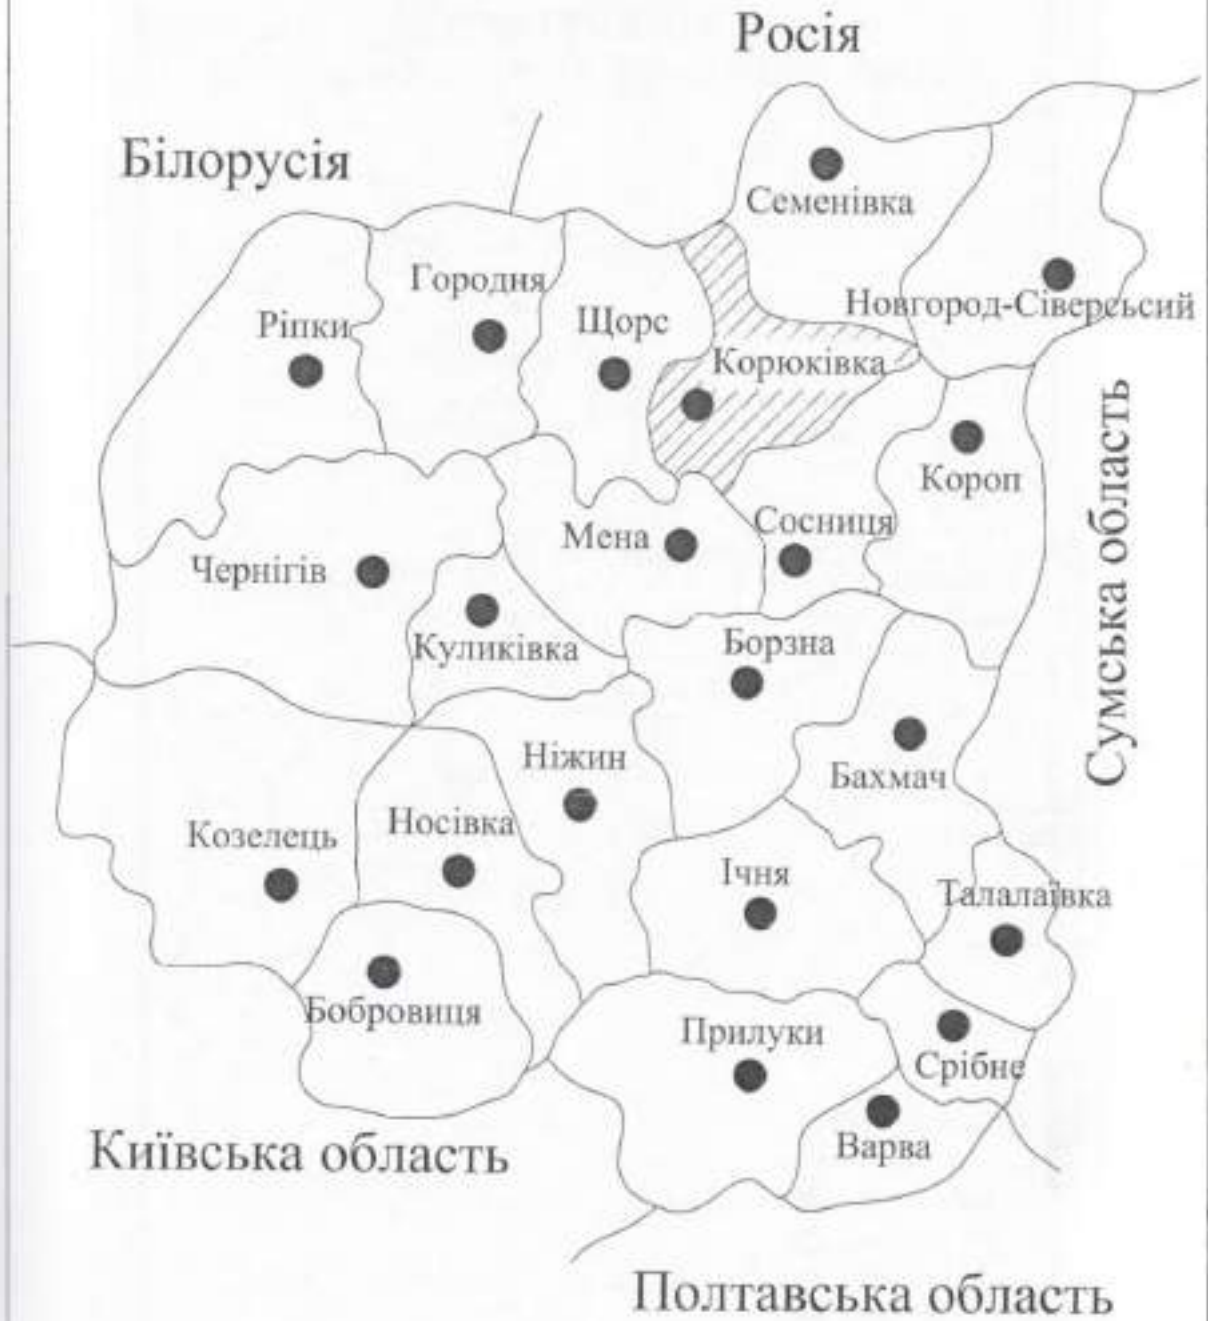 Росія
Білорусія
Семенівка
Городня
Новгород-Сіверсьсий
Ріпки
Щорс
Корюківка
Короп
Сосниця
Мена
Чернігів
Куликівка
Борзна
Сумська область
Ніжин
Бахмач
Носівка
Козелець
Ічня
Талалаївка
Бобровиця
Прилуки
Срібне
Варва
Київська область
Полтавська область